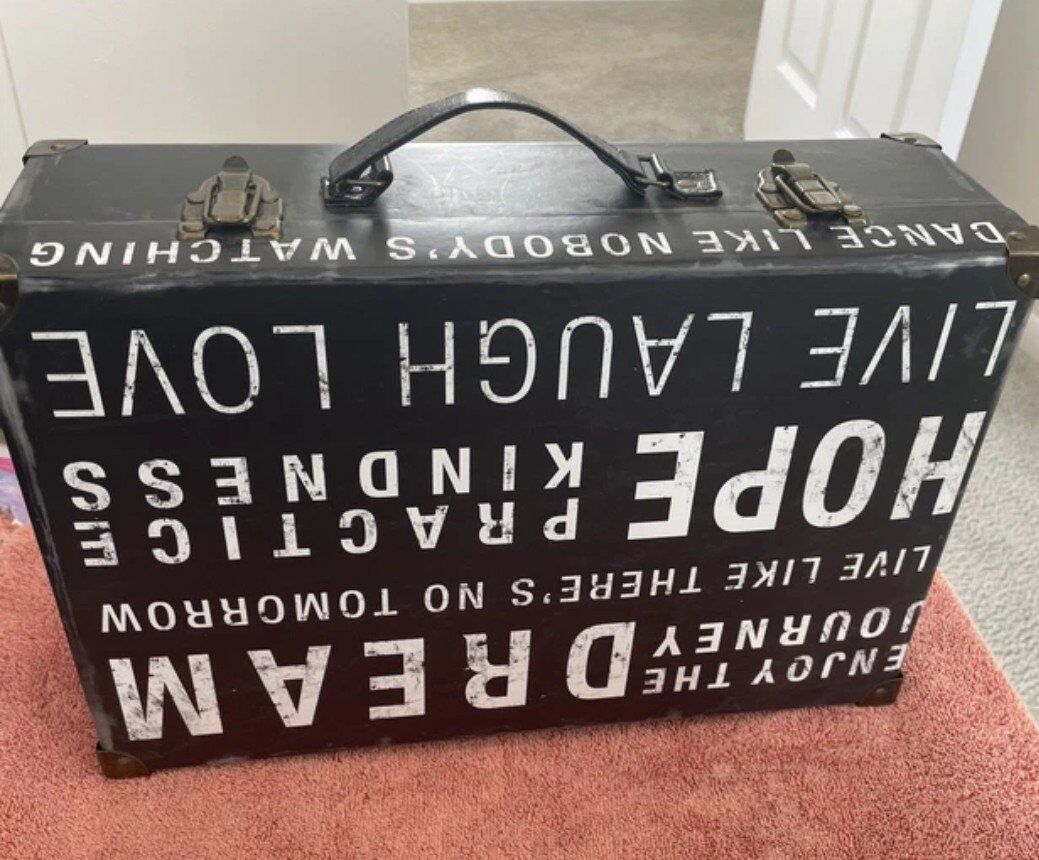 ENJOY THE
JOURNEY
DREAM
LIVE LIKE THERE'S NO TOMORROW
HOPE
PRACTICE
KINDNESS
LIVE LAUGH LOVE
DANCE LIKE NOBODY'S WATCHING